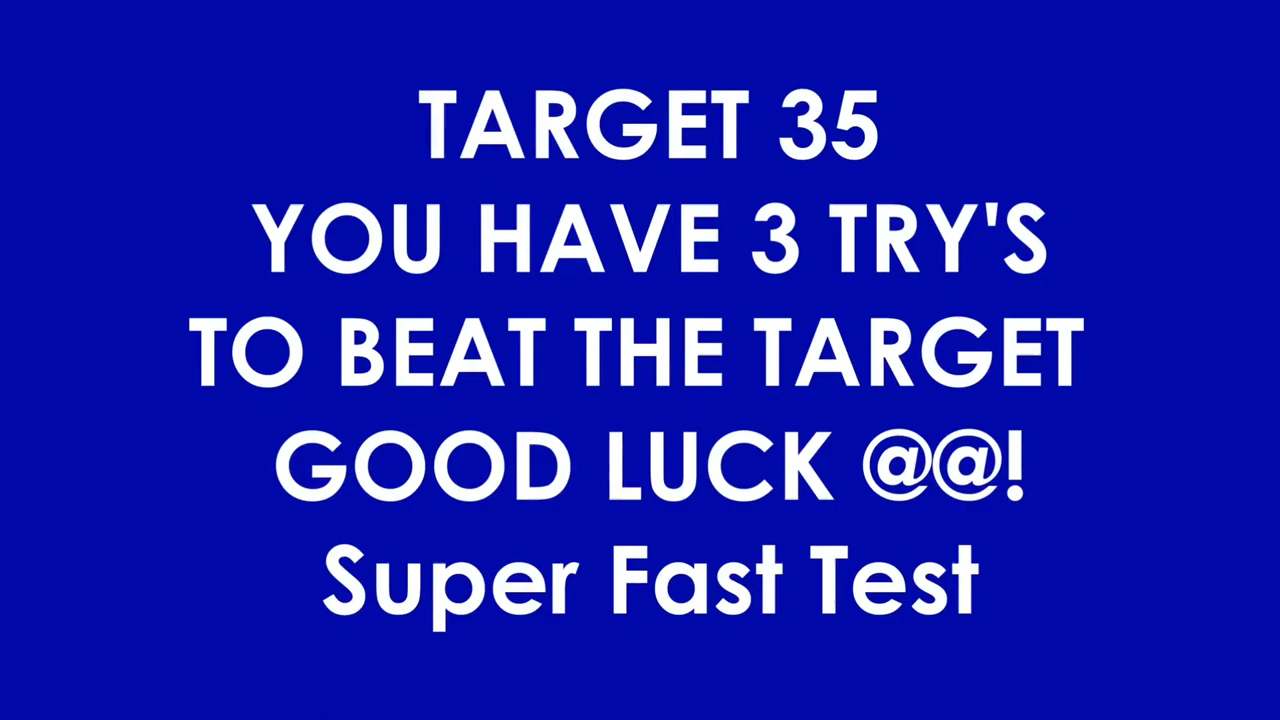 TARGET 35
YOU HAVE 3 TRY'S
TO BEAT THE TARGET
GOOD LUCK @@!
Super Fast Test